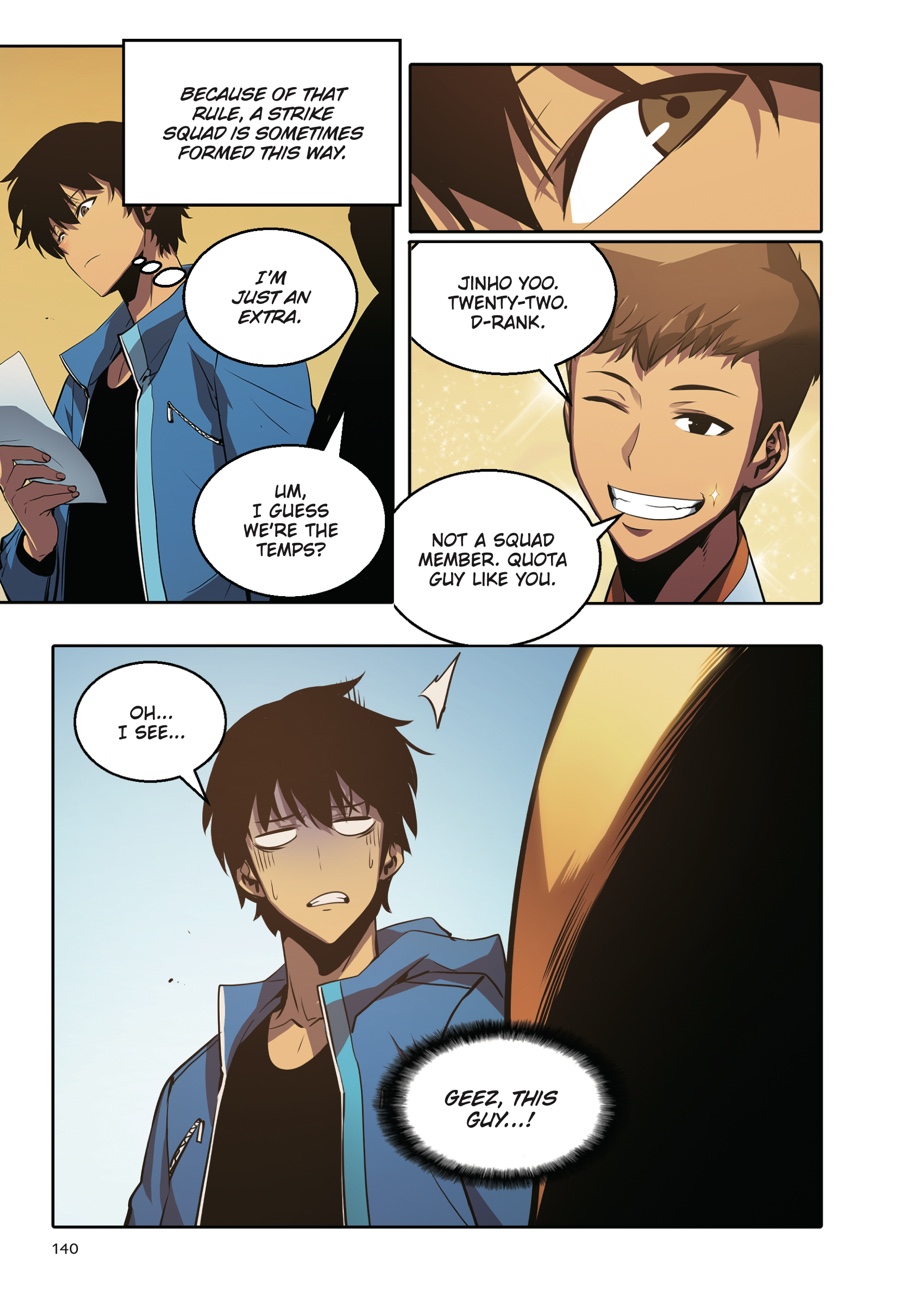 BECAUSE OF THAT
RULE, A STRIKE
SQUAD IS SOMETIMES
FORMED THIS WAY.
I'M
JUST AN
EXTRA.
UM,
I GUESS
WE'RE THE
TEMPS?
JINHO YOO.
TWENTY-TWO.
D-RANK.
NOT A SQUAD
MEMBER. QUOTA
GUY LIKE YOU.
OH...
I SEE...
GEEZ, THIS
GUY...!
140